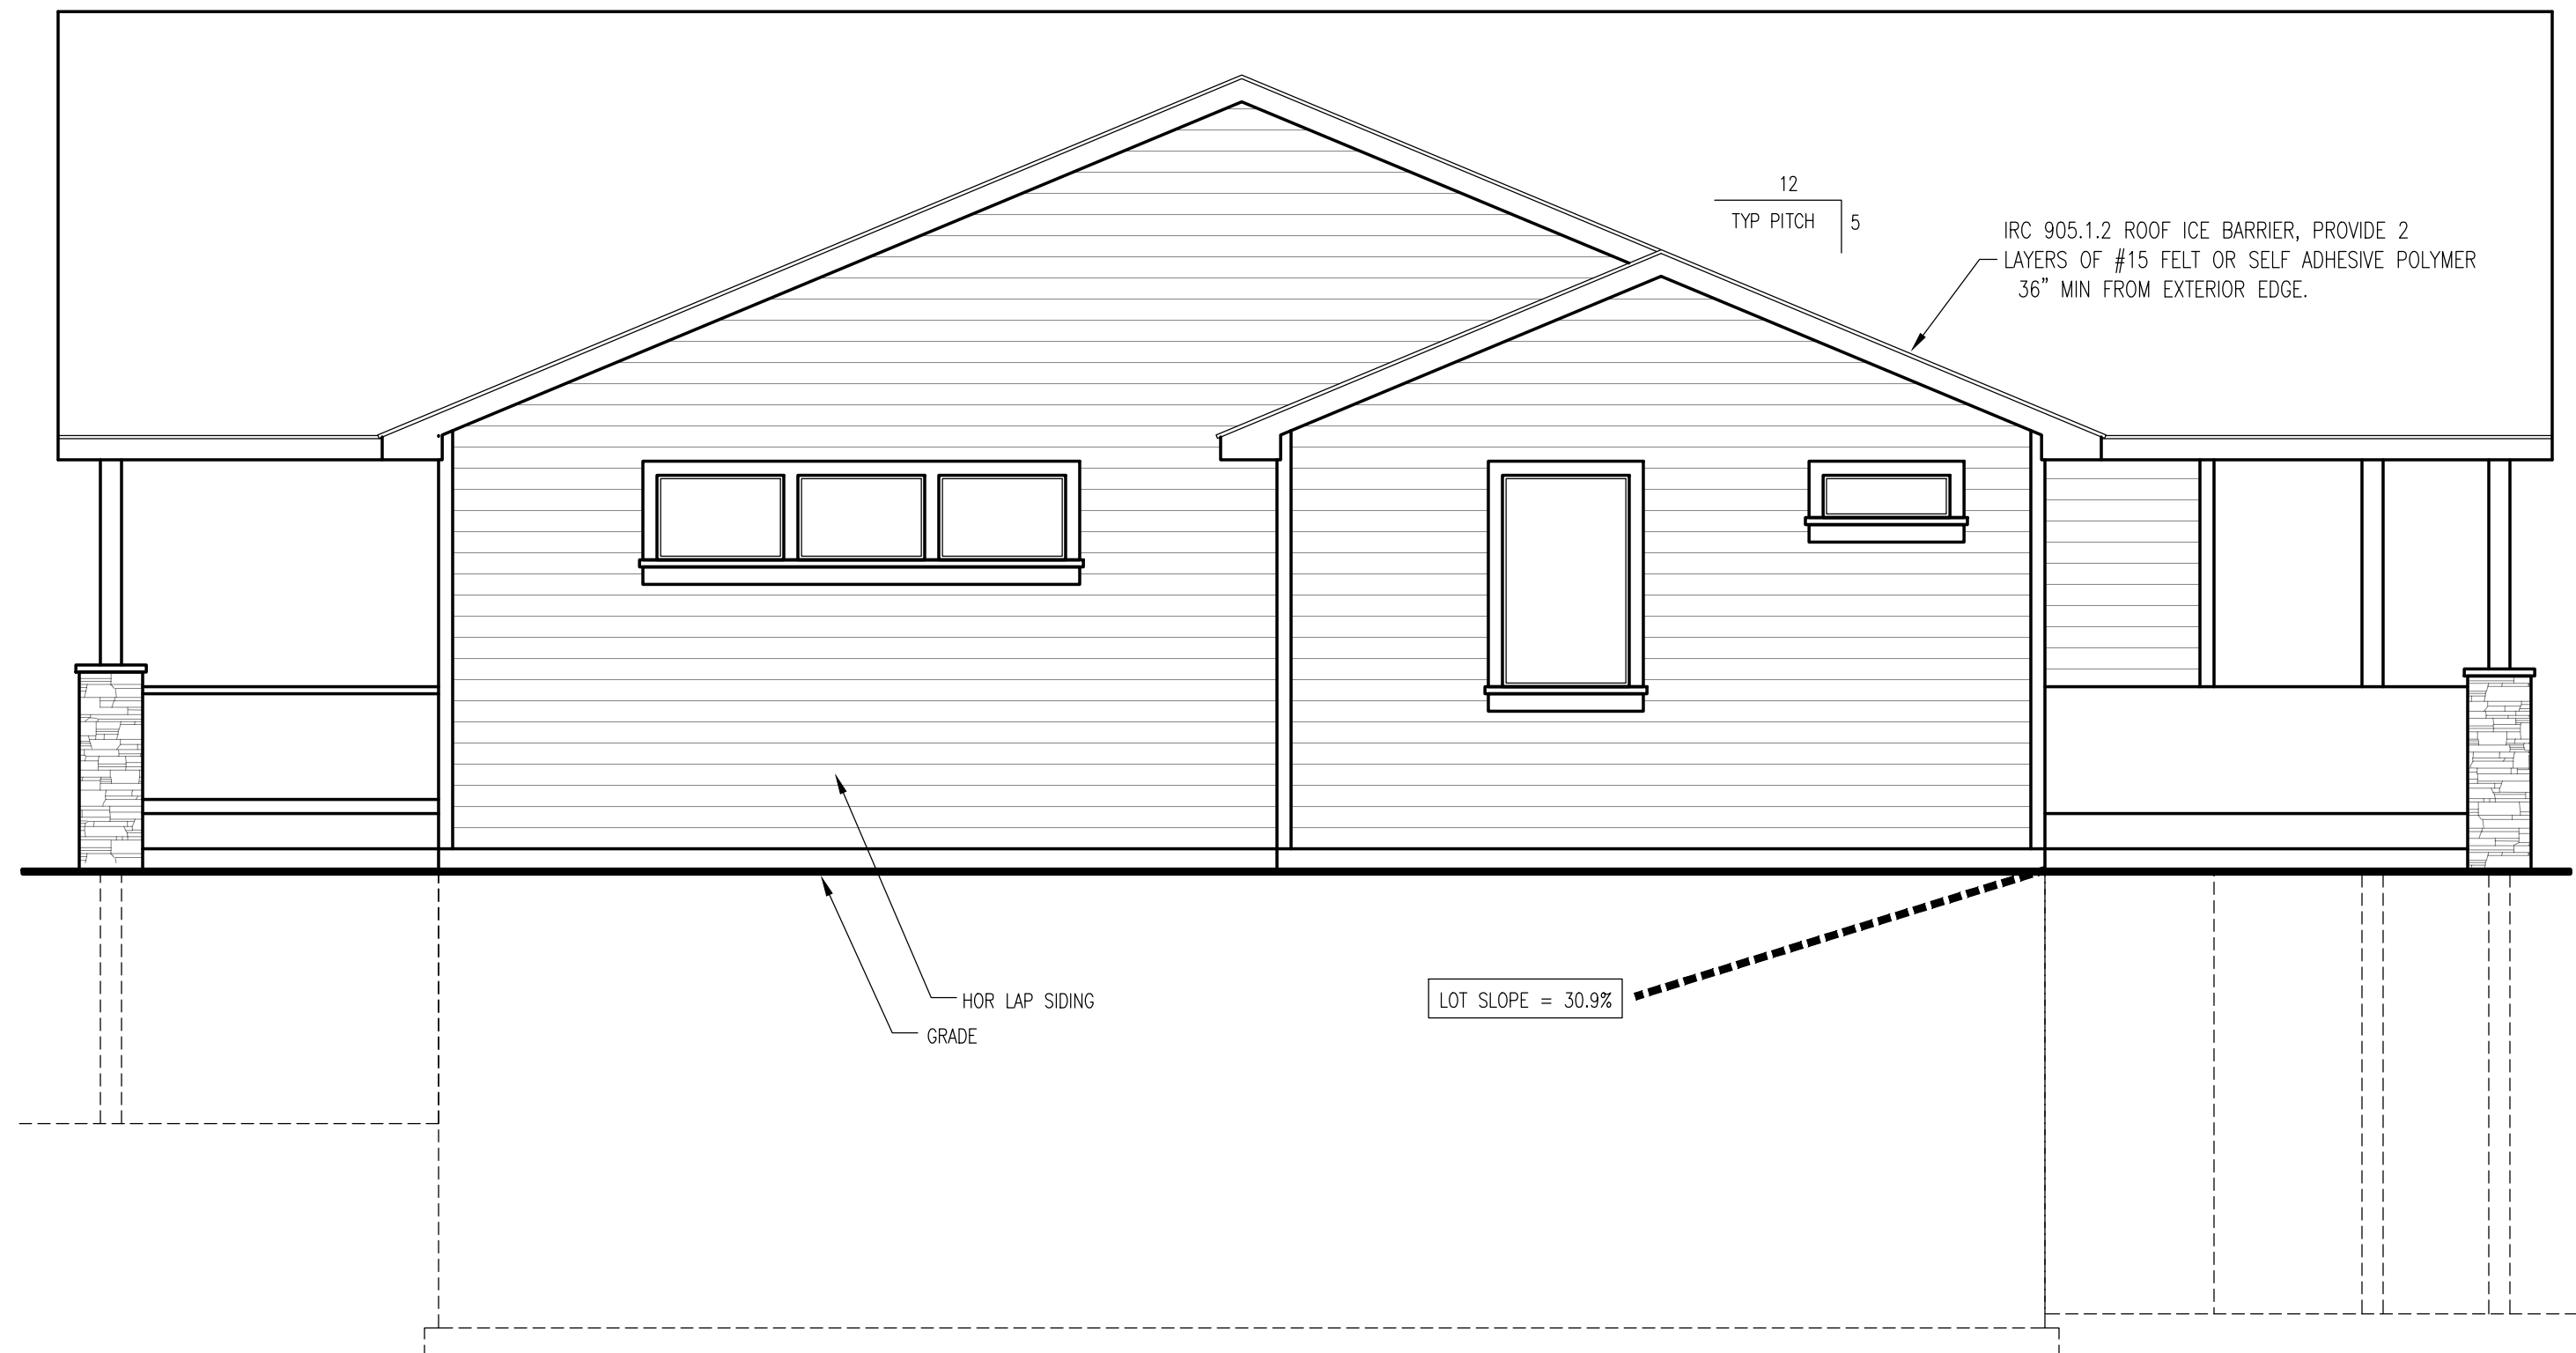 12
TYP PITCH
5
IRC 905.1.2 ROOF ICE BARRIER, PROVIDE 2
LAYERS OF #15 FELT OR SELF ADHESIVE POLYMER
36" MIN FROM EXTERIOR EDGE.
HOR LAP SIDING
LOT SLOPE = 30.9%
GRADE